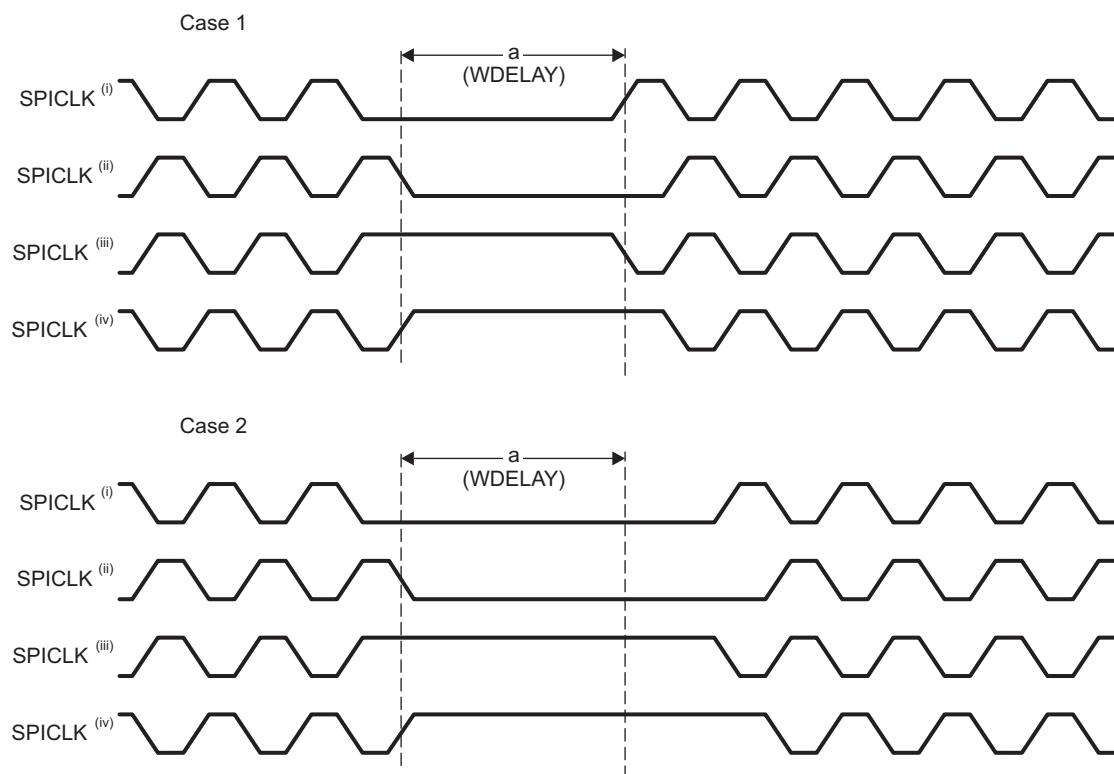 Case 1
a
(WDELAY)
SPICLK (i)
SPICLK (ii)
SPICLK (iii)
SPICLK (iv)
Case 2
a
(WDELAY)
SPICLK (i)
SPICLK (ii)
SPICLK (iii)
SPICLK (iv)